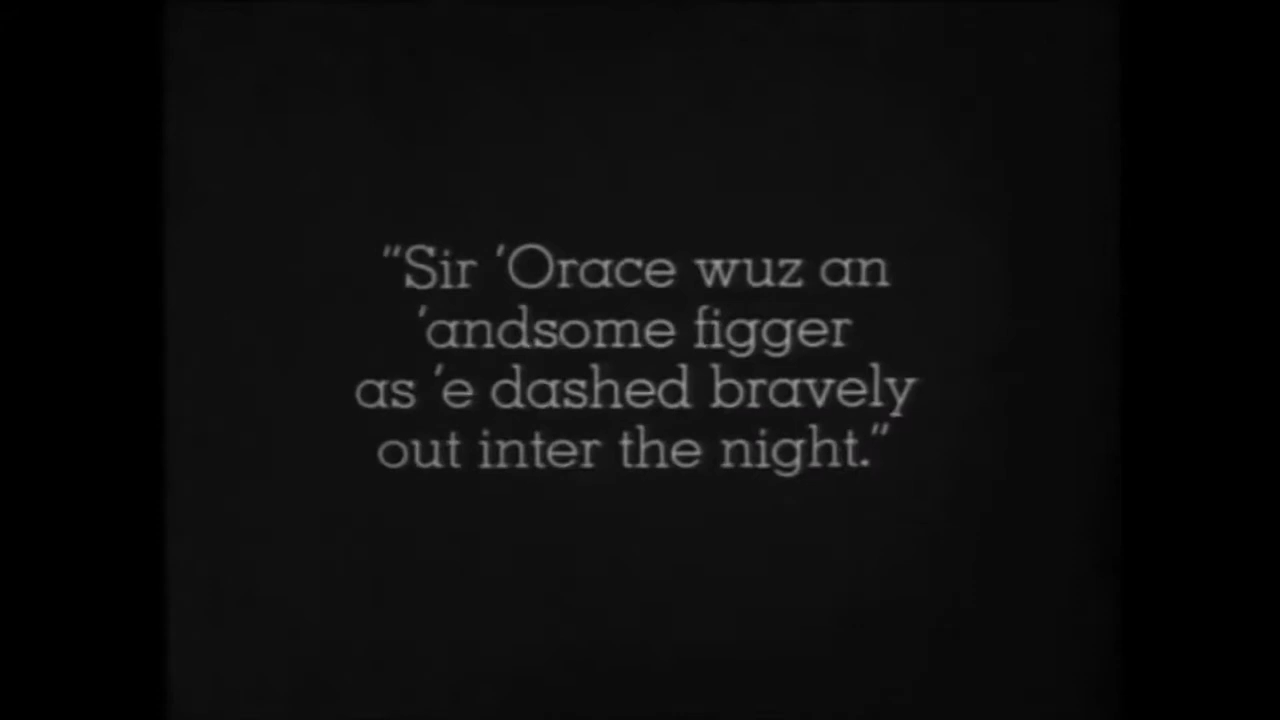 "Sir 'Orace wuz an
'andsome figger
as 'e dashed bravely
out inter the night."